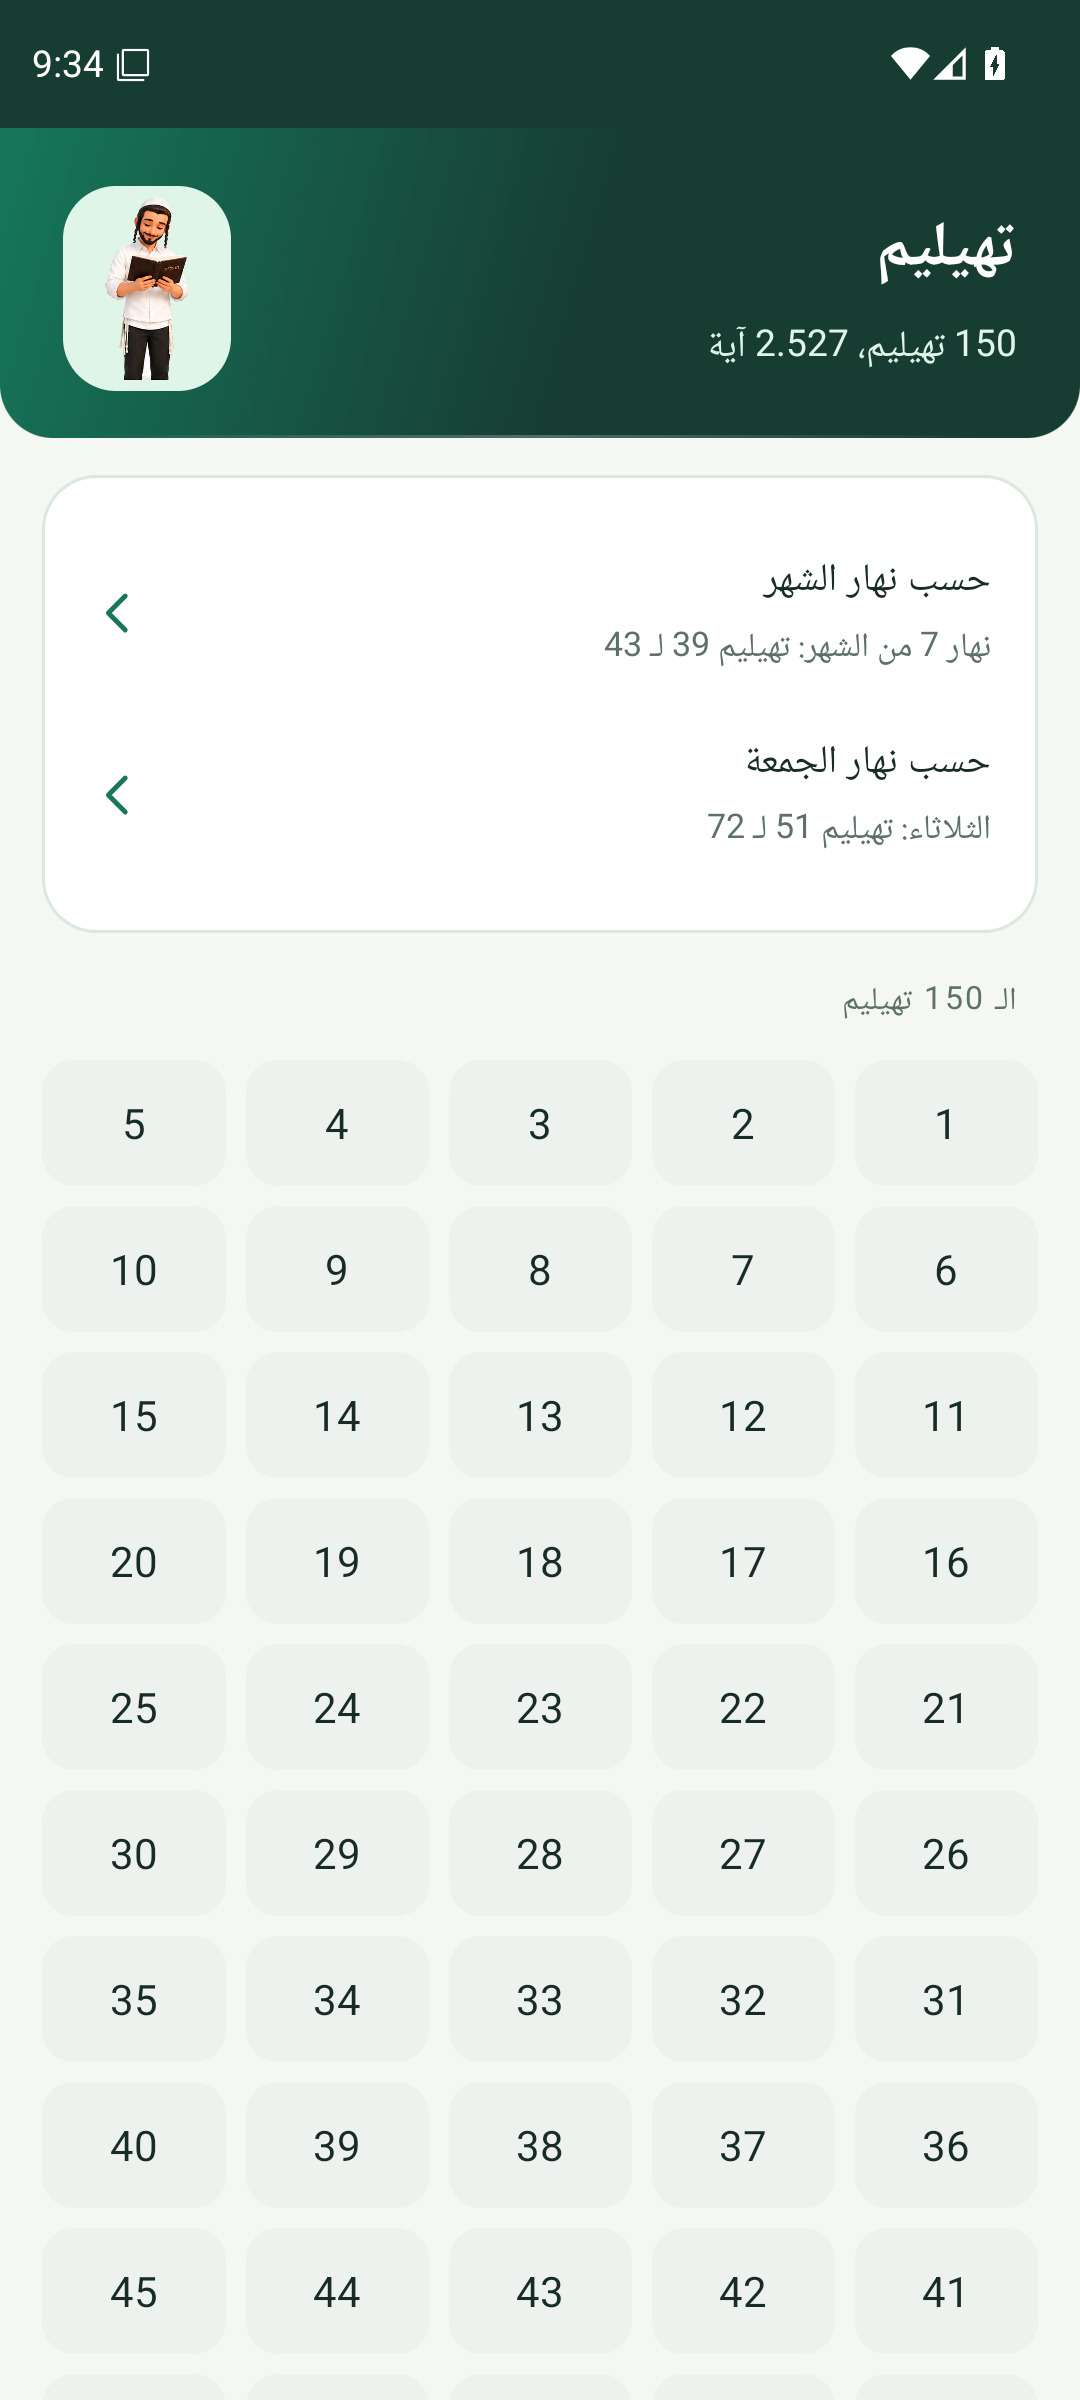 9:34
تهيليم
150 تهيليم، 2.527 آية
حسب نهار الشهر
نهار 7 من الشهر: تهيليم 39 لـ 43
حسب نهار الجمعة
الثلاثاء: تهيليم 51 لـ 72
الـ 150 تهيليم
1 2 3 4 5
6 7 8 9 10
11 12 13 14 15
16 17 18 19 20
21 22 23 24 25
26 27 28 29 30
31 32 33 34 35
36 37 38 39 40
41 42 43 44 45